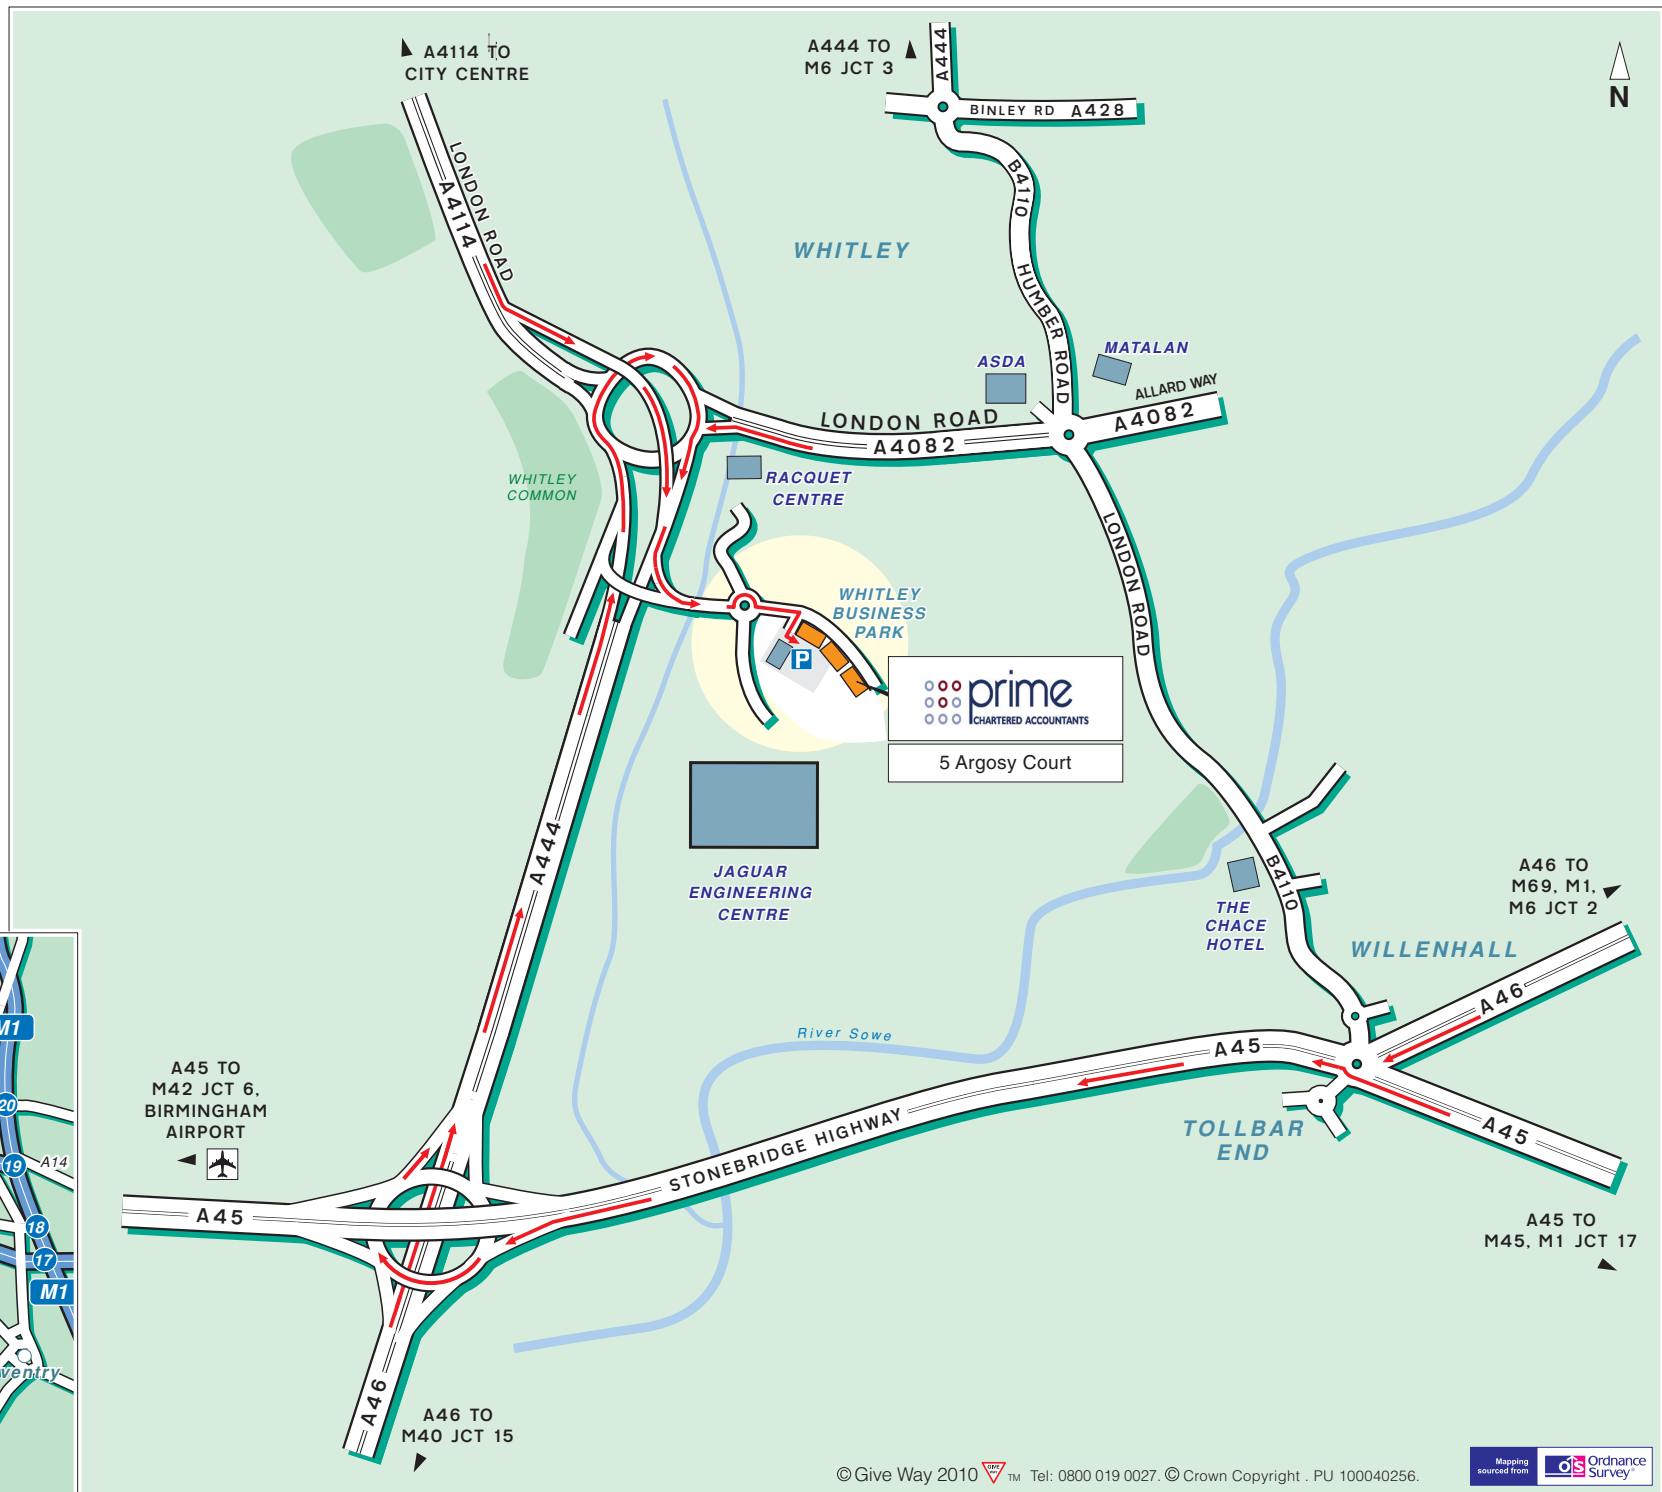 A4114 TO
CITY CENTRE
A444 TO
M6 JCT 3
A444
N
BINLEY RD A428
LONDON ROAD
A4114
B4110
HUMBER ROAD
WHITLEY
ASDA
MATALAN
ALLARD WAY
A4082
LONDON ROAD
A4082
WHITLEY
COMMON
RACQUET
CENTRE
LONDON ROAD
WHITLEY
BUSINESS
PARK
P
prime
CHARTERED ACCOUNTANTS
5 Argosy Court
A444
JAGUAR
ENGINEERING
CENTRE
B4110
THE
CHACE
HOTEL
A46 TO
M69, M1,
M6 JCT 2
WILLENHALL
A46
River Sowe
A45
A45
TOLLBAR
END
STONEBRIDGE HIGHWAY
A45 TO
M42 JCT 6,
BIRMINGHAM
AIRPORT
A45
A45 TO
M45, M1 JCT 17
A46
A46 TO
M40 JCT 15
M1
20
19
A14
18
17
M1
ventry
© Give Way 2010 GIVE WAY TM Tel: 0800 019 0027. © Crown Copyright . PU 100040256.
Mapping
sourced from
OS Ordnance
Survey®